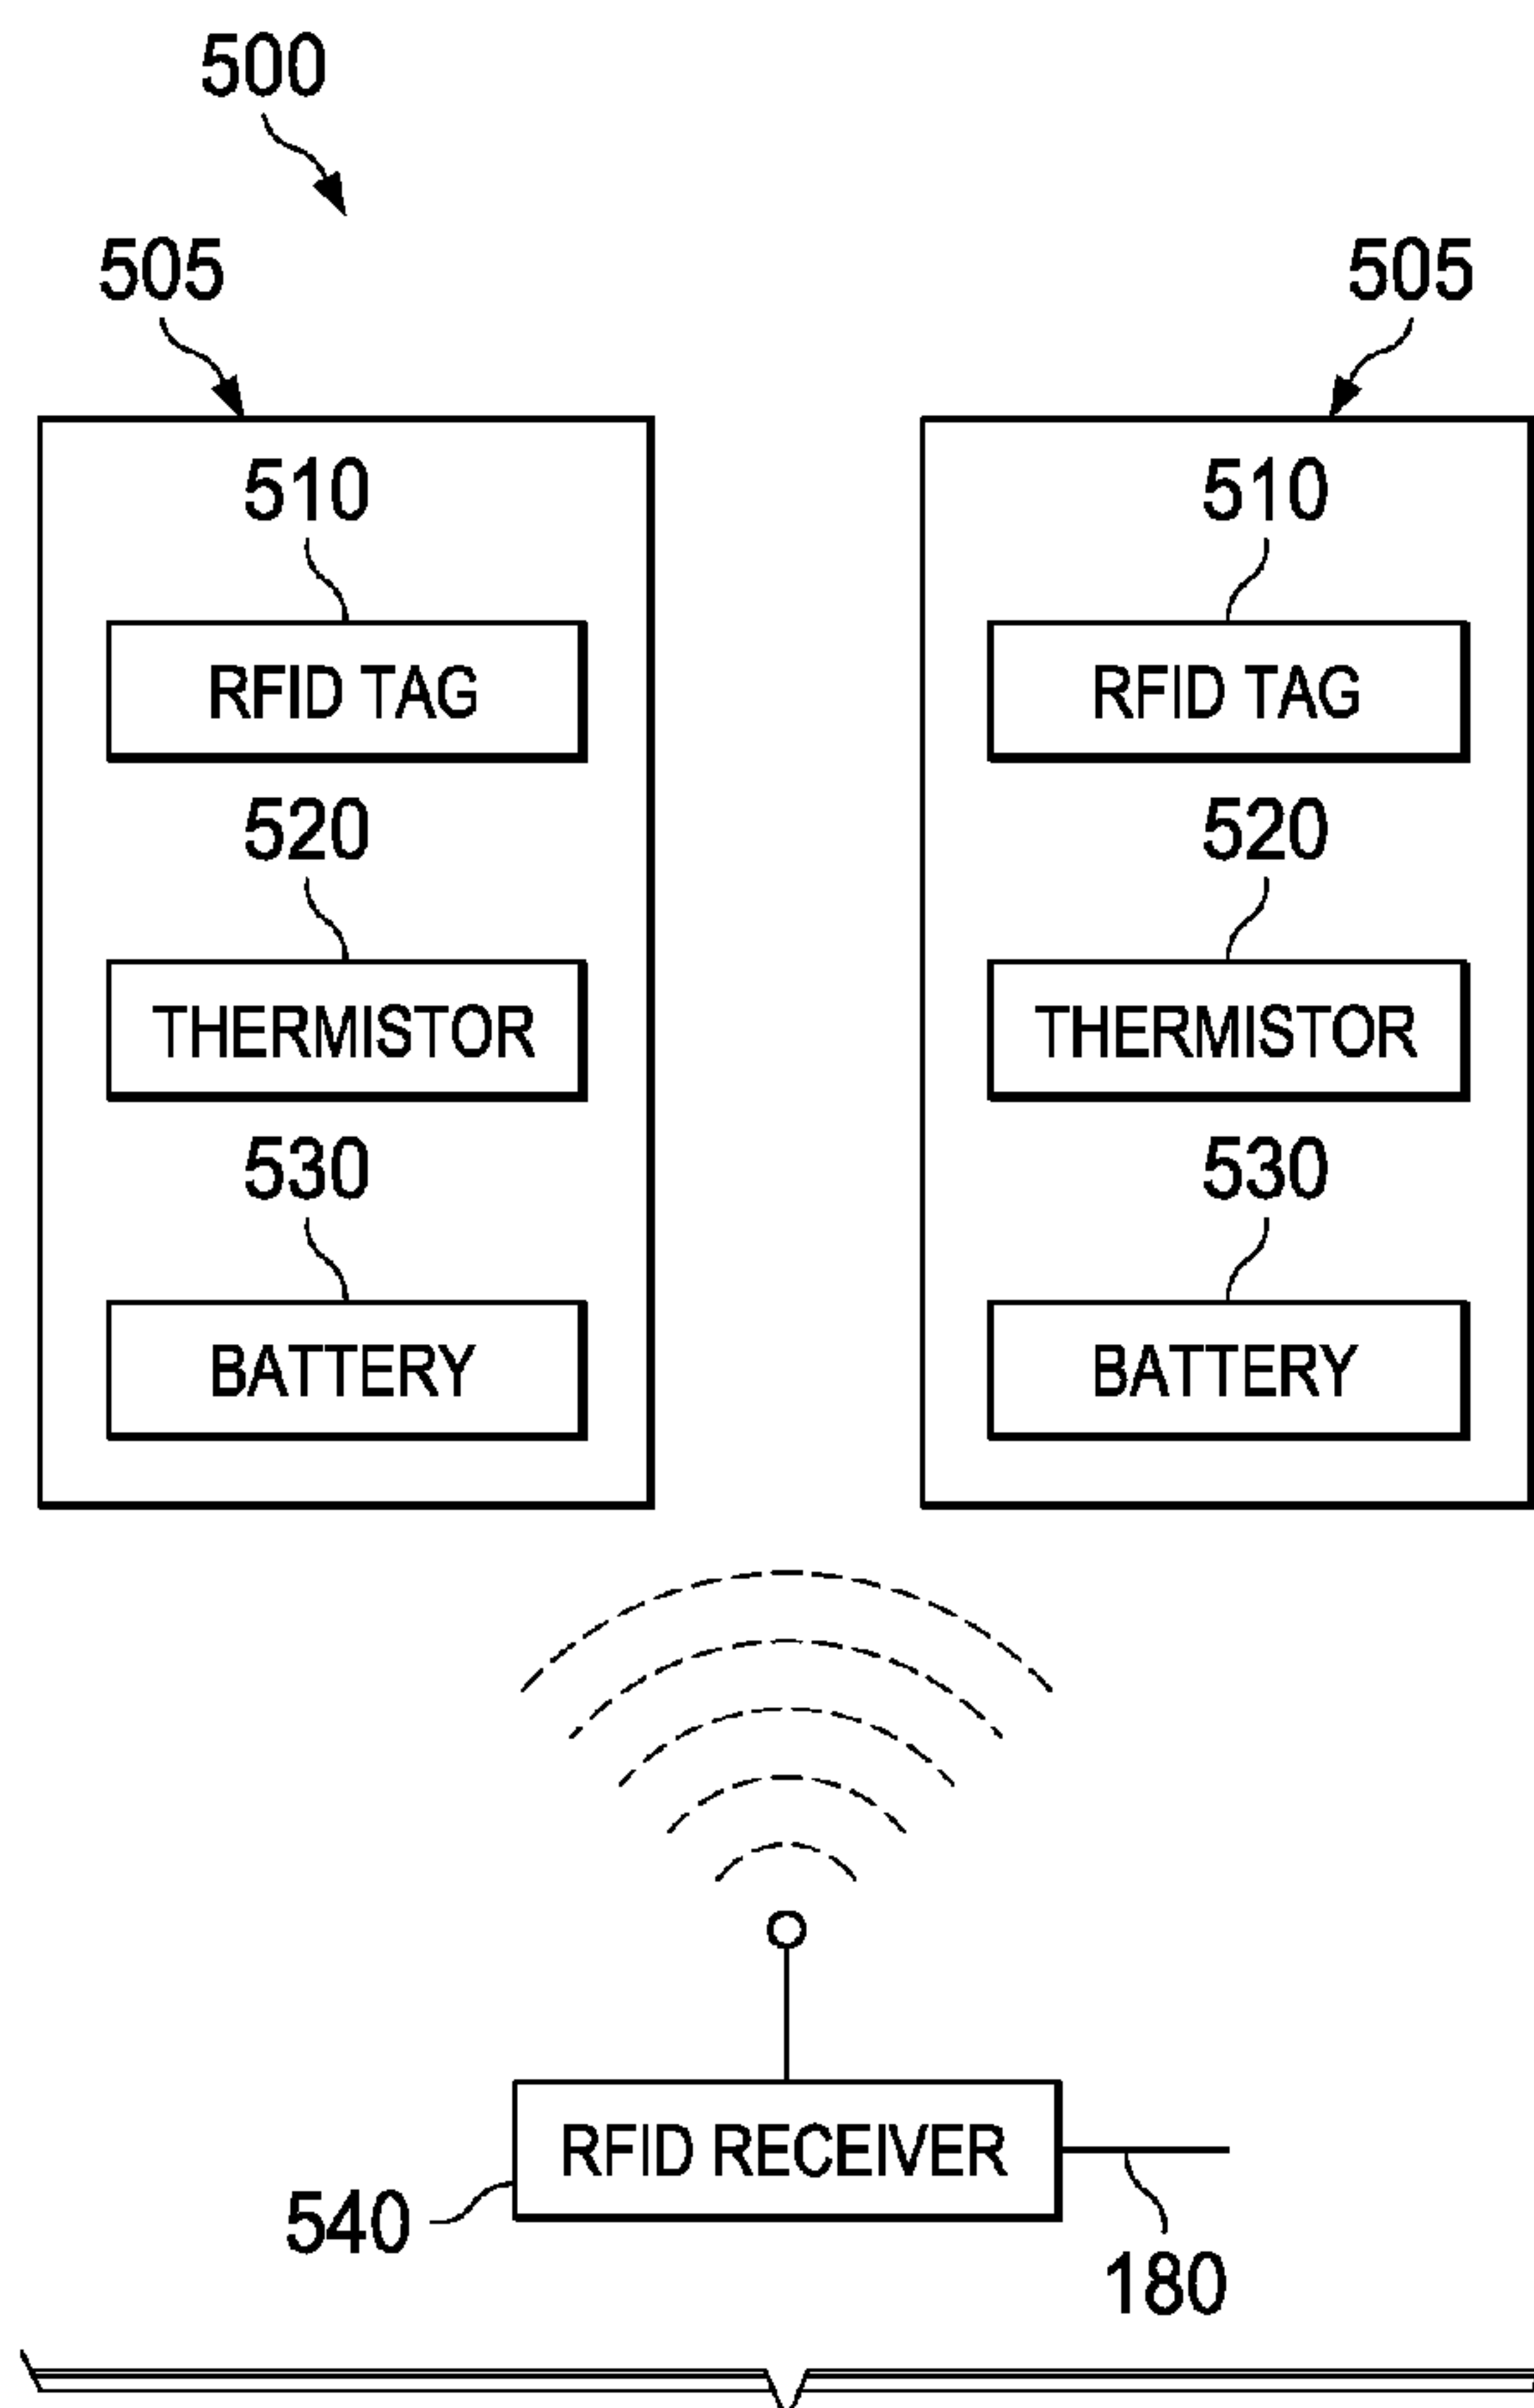 500
505
505
510
510
RFID TAG
RFID TAG
520
520
THERMISTOR
THERMISTOR
530
530
BATTERY
BATTERY
RFID RECEIVER
540
180